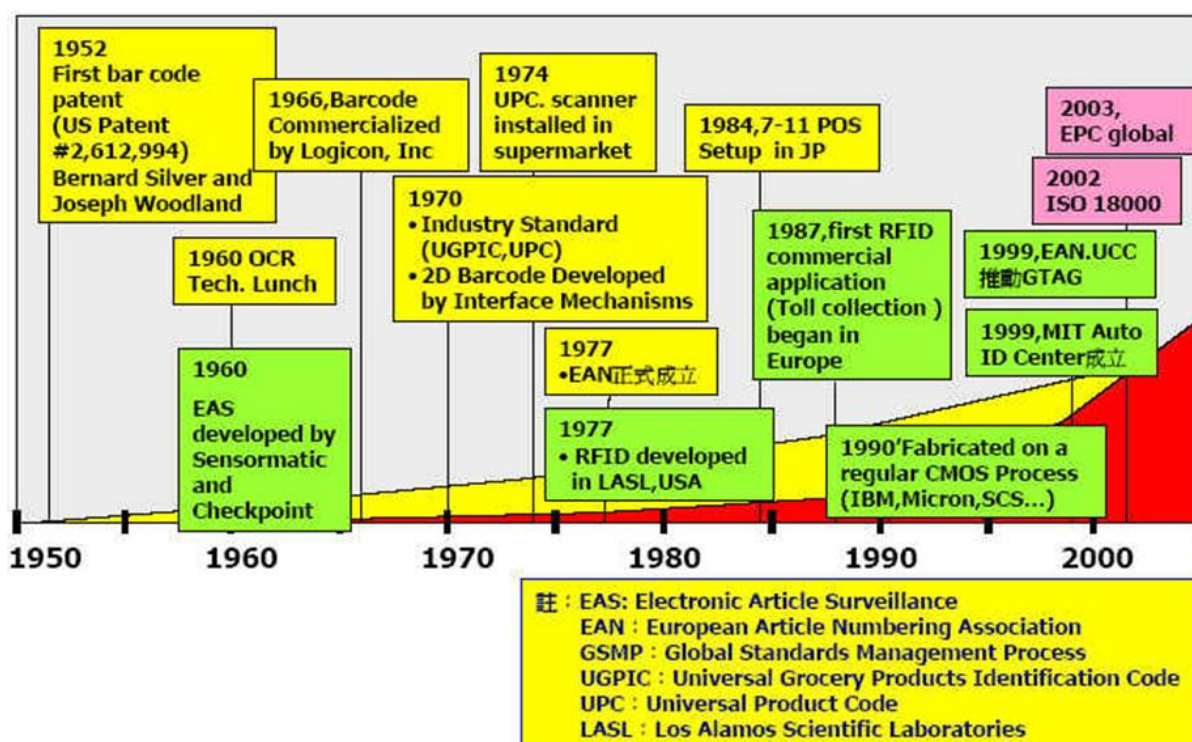 1952
First bar code
patent
(US Patent
#2,612,994)
Bernard Silver and
Joseph Woodland
1966,Barcode
Commercialized
by Logicon, Inc
1974
UPC. scanner
installed in
supermarket
1984,7-11 POS
Setup in JP
2003,
EPC global
2002
ISO 18000
1960 OCR
Tech. Lunch
1970
• Industry Standard
(UGPIC,UPC)
• 2D Barcode Developed
by Interface Mechanisms
1987,first RFID
commercial
application
(Toll collection )
began in
Europe
1999,EAN.UCC
推動GTAG
1999,MIT Auto
ID Center成立
1960
EAS
developed by
Sensormatic
and
Checkpoint
1977
•EAN正式成立
1977
• RFID developed
in LASL,USA
1990'Fabricated on a
regular CMOS Process
(IBM,Micron,SCS...)
1950 1960 1970 1980 1990 2000
註：EAS: Electronic Article Surveillance
EAN：European Article Numbering Association
GSMP：Global Standards Management Process
UGPIC：Universal Grocery Products Identification Code
UPC：Universal Product Code
LASL：Los Alamos Scientific Laboratories